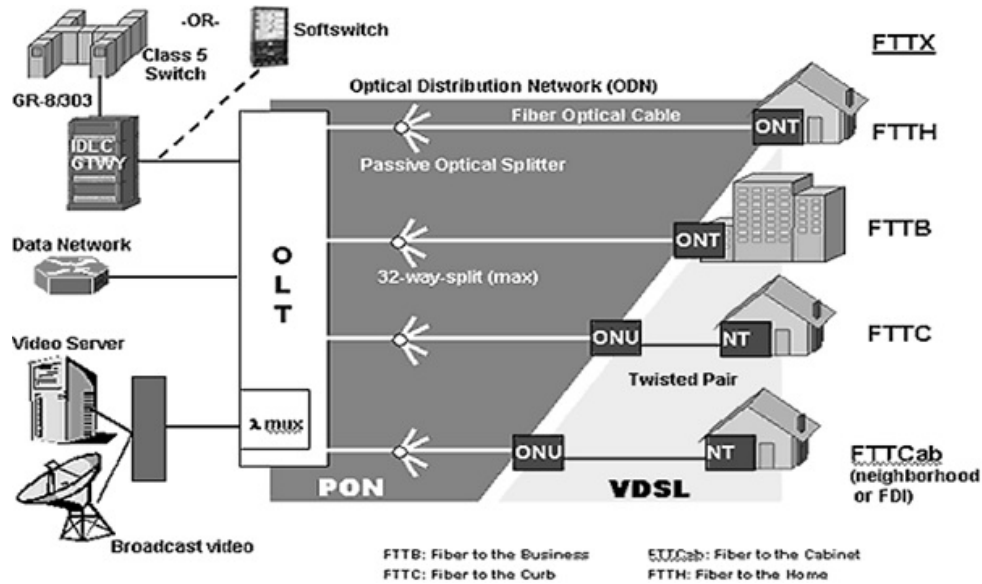 -OR-
Softswitch
Class 5
Switch
GR-8/303
IDLC
GTWY
Data Network
Video Server
Broadcast video
OLT
λ mux
Optical Distribution Network (ODN)
Fiber Optical Cable
Passive Optical Splitter
32-way-split (max)
ONT
ONT
ONU
NT
Twisted Pair
ONU
NT
PON
VDSL
FTTX
FTTH
FTTB
FTTC
FTTCab
(neighborhood
or FDI)
FTTB: Fiber to the Business
FTTCab: Fiber to the Cabinet
FTTC: Fiber to the Curb
FTTH: Fiber to the Home